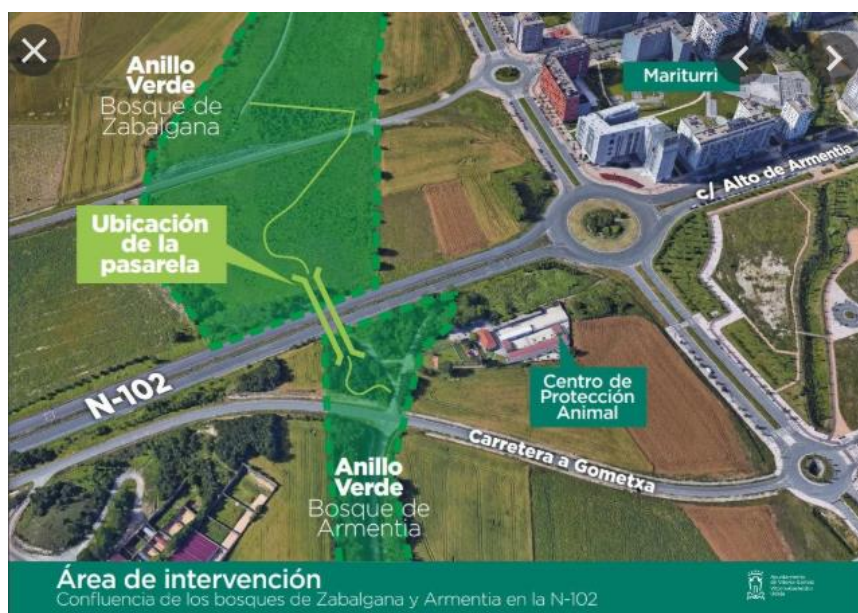 Anillo
Verde
Bosque de
Zabalgana
Mariturri
c/ Alto de Armentia
Ubicación
de la
pasarela
N-102
Centro de
Protección
Animal
Carretera a Gometxa
Anillo
Verde
Bosque de
Armentia
Área de intervención
Confluencia de los bosques de Zabalgana y Armentia en la N-102